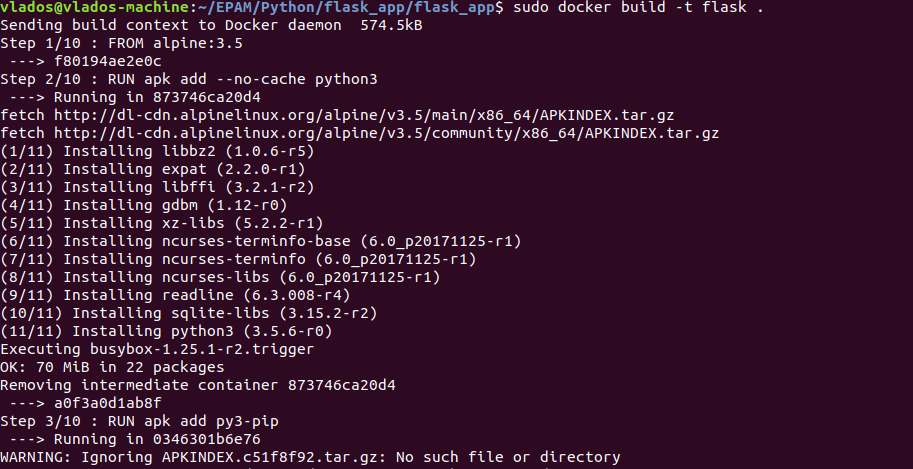 vlados@vlados-machine:~/EPAM/Python/flask_app/flask_app$ sudo docker build -t flask .
Sending build context to Docker daemon  574.5kB
Step 1/10 : FROM alpine:3.5
 ---> f80194ae2e0c
Step 2/10 : RUN apk add --no-cache python3
 ---> Running in 873746ca20d4
fetch http://dl-cdn.alpinelinux.org/alpine/v3.5/main/x86_64/APKINDEX.tar.gz
fetch http://dl-cdn.alpinelinux.org/alpine/v3.5/community/x86_64/APKINDEX.tar.gz
(1/11) Installing libbz2 (1.0.6-r5)
(2/11) Installing expat (2.2.0-r1)
(3/11) Installing libffi (3.2.1-r2)
(4/11) Installing gdbm (1.12-r0)
(5/11) Installing xz-libs (5.2.2-r1)
(6/11) Installing ncurses-terminfo-base (6.0_p20171125-r1)
(7/11) Installing ncurses-terminfo (6.0_p20171125-r1)
(8/11) Installing ncurses-libs (6.0_p20171125-r1)
(9/11) Installing readline (6.3.008-r4)
(10/11) Installing sqlite-libs (3.15.2-r2)
(11/11) Installing python3 (3.5.6-r0)
Executing busybox-1.25.1-r2.trigger
OK: 70 MiB in 22 packages
Removing intermediate container 873746ca20d4
 ---> a0f3a0d1ab8f
Step 3/10 : RUN apk add py3-pip
 ---> Running in 0346301b6e76
WARNING: Ignoring APKINDEX.c51f8f92.tar.gz: No such file or directory